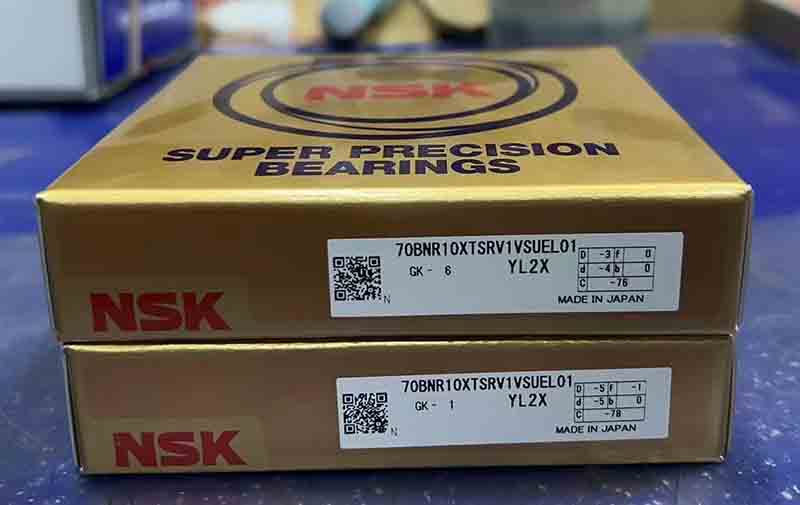 NSK
SUPER PRECISION
BEARINGS
NSK
70BNR10XTSRV1VSUEL01
GK - 6
YL2X
N
D -3 f 0
d -4 b 0
C -76
MADE IN JAPAN
NSK
70BNR10XTSRV1VSUEL01
GK - 1
YL2X
N
D -5 f -1
d -5 b 0
C -78
MADE IN JAPAN